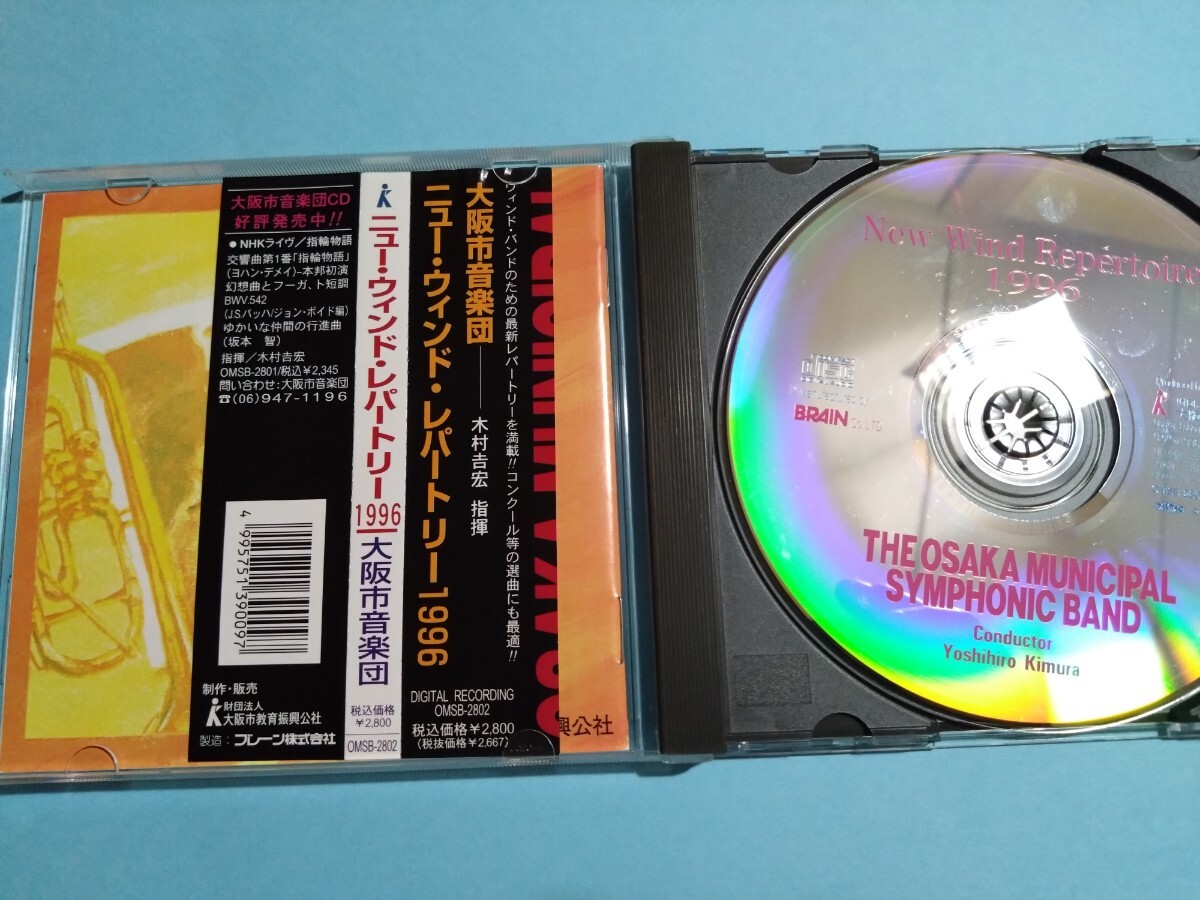 大阪市音楽団CD
好評発売中!!
● NHKライヴ/指輪物語
交響曲第1番「指輪物語」
(ヨハン・デメイ)−本邦初演
幻想曲とフーガ、ト短調
BWV.542
(J.S.バッハ/ジョン・ボイド編)
ゆかいな仲間の行進曲
(坂本 智)
指揮/木村吉宏
OMSB-2801/税込¥2,345
問い合わせ:大阪市音楽団
☎(06)947-1196
4995751390097
制作・販売
財団法人
大阪市教育振興公社
製造:ブレーン株式会社
ニュー・ウィンド・レパートリー
1996
大阪市音楽団
税込価格
¥2,800
OMSB-2802
ウィンド・バンドのための最新レパートリーを満載!! コンクール等の選曲にも最適!!
大阪市音楽団——木村吉宏 指揮
ニュー・ウィンド・レパートリー1996
DIGITAL RECORDING
OMSB-2802
税込価格¥2,800
(税抜価格¥2,667)
興公社
New Wind Repertoire
1996
BRAIN Co.,LTD.
THE OSAKA MUNICIPAL
SYMPHONIC BAND
Conductor
Yoshihiro Kimura